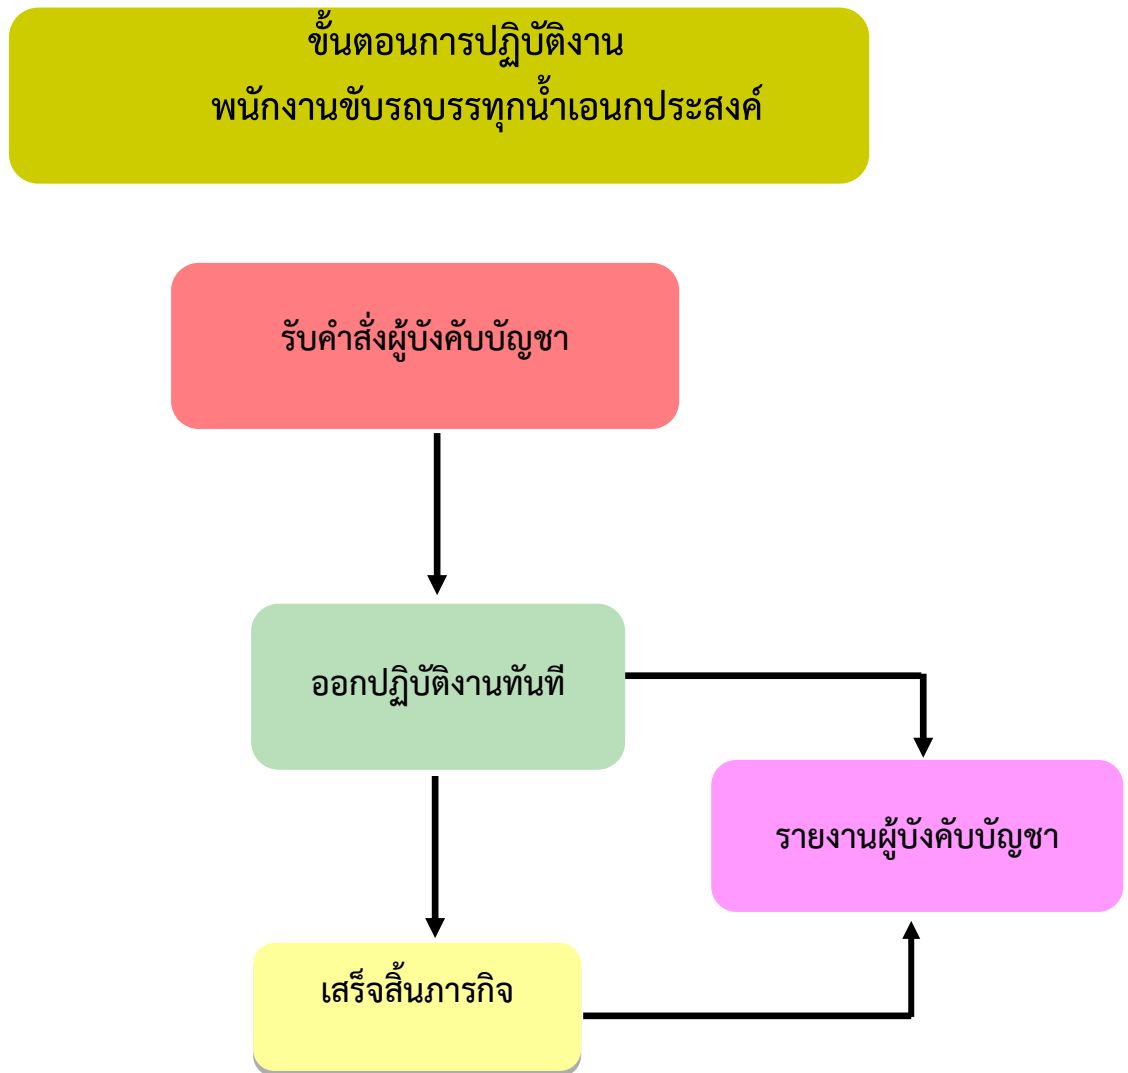 ขั้นตอนการปฏิบัติงาน
พนักงานขับรถบรรทุกน้ำเอนกประสงค์
รับคำสั่งผู้บังคับบัญชา
ออกปฏิบัติงานทันที
รายงานผู้บังคับบัญชา
เสร็จสิ้นภารกิจ